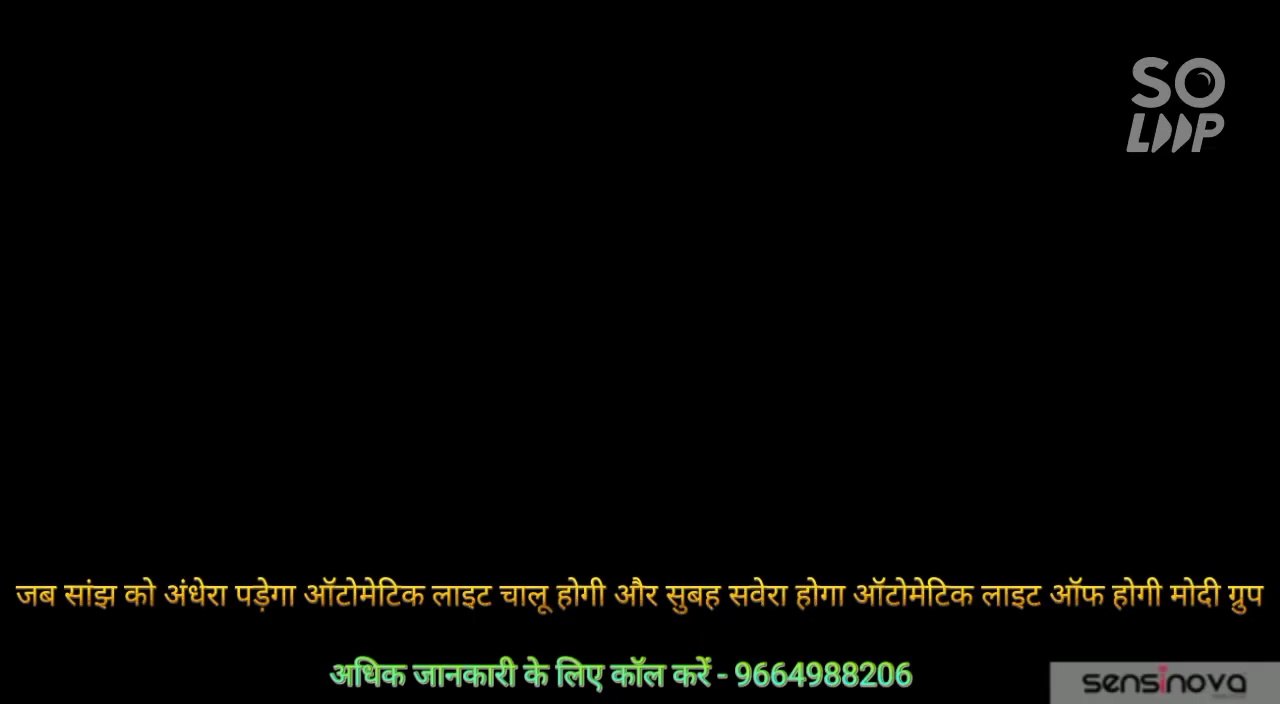 SO
LOOP
जब सांझ को अंधेरा पड़ेगा ऑटोमेटिक लाइट चालू होगी और सुबह सवेरा होगा ऑटोमेटिक लाइट ऑफ होगी मोदी ग्रुप
अधिक जानकारी के लिए कॉल करें - 9664988206
sensinova